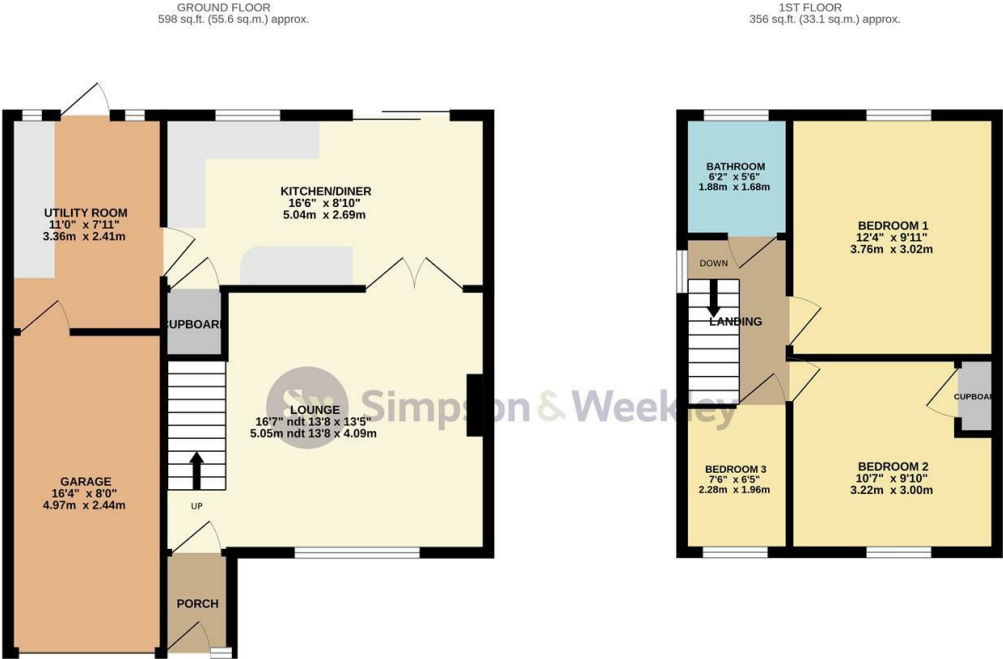 GROUND FLOOR
598 sq.ft. (55.6 sq.m.) approx.
1ST FLOOR
356 sq.ft. (33.1 sq.m.) approx.
UTILITY ROOM
11'0" x 7'11"
3.36m x 2.41m
KITCHEN/DINER
16'6" x 8'10"
5.04m x 2.69m
CUPBOARD
LOUNGE
16'7" ndt 13'8 x 13'5"
5.05m ndt 13'8 x 4.09m
UP
GARAGE
16'4" x 8'0"
4.97m x 2.44m
PORCH
BATHROOM
6'2" x 5'6"
1.88m x 1.68m
BEDROOM 1
12'4" x 9'11"
3.76m x 3.02m
DOWN
LANDING
CUPBOAR
BEDROOM 2
10'7" x 9'10"
3.22m x 3.00m
BEDROOM 3
7'6" x 6'5"
2.28m x 1.96m
Simpson & Weekley